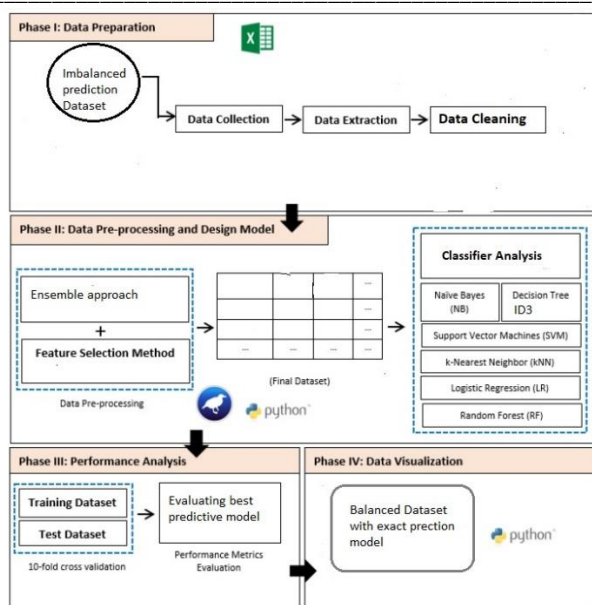 Phase I: Data Preparation
Imbalanced
prediction
Dataset
Data Collection
Data Extraction
Data Cleaning
Phase II: Data Pre-processing and Design Model
Ensemble approach
+
Feature Selection Method
Data Pre-processing
...
...
...
... ... ... ...
(Final Dataset)
python
Classifier Analysis
Naïve Bayes
(NB)
Decision Tree
ID3
Support Vector Machines (SVM)
k-Nearest Neighbor (kNN)
Logistic Regression (LR)
Random Forest (RF)
Phase III: Performance Analysis
Training Dataset
Test Dataset
10-fold cross validation
Evaluating best
predictive model
Performance Metrics
Evaluation
Phase IV: Data Visualization
Balanced Dataset
with exact prection
model
python